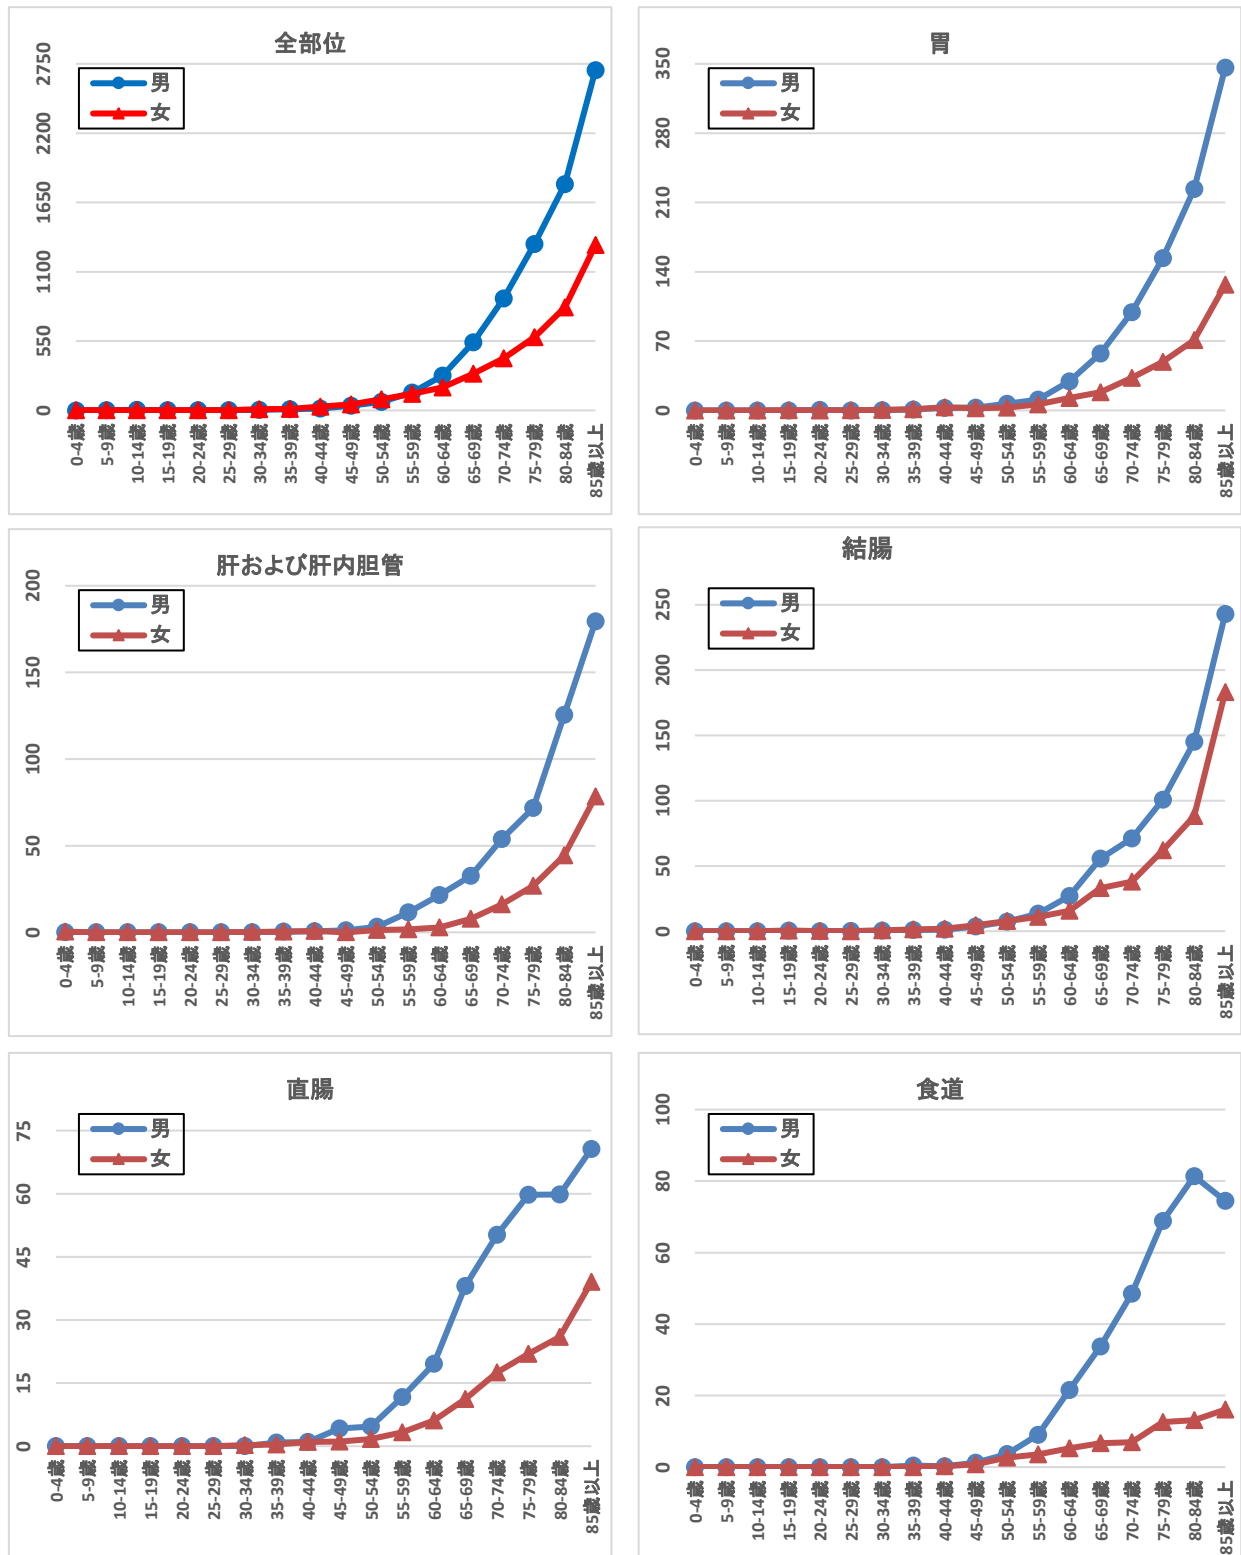 全部位
男
女
2750
2200
1650
1100
550
0
0-4歳
5-9歳
10-14歳
15-19歳
20-24歳
25-29歳
30-34歳
35-39歳
40-44歳
45-49歳
50-54歳
55-59歳
60-64歳
65-69歳
70-74歳
75-79歳
80-84歳
85歳以上
胃
男
女
350
280
210
140
70
0
0-4歳
5-9歳
10-14歳
15-19歳
20-24歳
25-29歳
30-34歳
35-39歳
40-44歳
45-49歳
50-54歳
55-59歳
60-64歳
65-69歳
70-74歳
75-79歳
80-84歳
85歳以上
肝および肝内胆管
男
女
200
150
100
50
0
0-4歳
5-9歳
10-14歳
15-19歳
20-24歳
25-29歳
30-34歳
35-39歳
40-44歳
45-49歳
50-54歳
55-59歳
60-64歳
65-69歳
70-74歳
75-79歳
80-84歳
85歳以上
結腸
男
女
250
200
150
100
50
0
0-4歳
5-9歳
10-14歳
15-19歳
20-24歳
25-29歳
30-34歳
35-39歳
40-44歳
45-49歳
50-54歳
55-59歳
60-64歳
65-69歳
70-74歳
75-79歳
80-84歳
85歳以上
直腸
男
女
75
60
45
30
15
0
0-4歳
5-9歳
10-14歳
15-19歳
20-24歳
25-29歳
30-34歳
35-39歳
40-44歳
45-49歳
50-54歳
55-59歳
60-64歳
65-69歳
70-74歳
75-79歳
80-84歳
85歳以上
食道
男
女
100
80
60
40
20
0
0-4歳
5-9歳
10-14歳
15-19歳
20-24歳
25-29歳
30-34歳
35-39歳
40-44歳
45-49歳
50-54歳
55-59歳
60-64歳
65-69歳
70-74歳
75-79歳
80-84歳
85歳以上